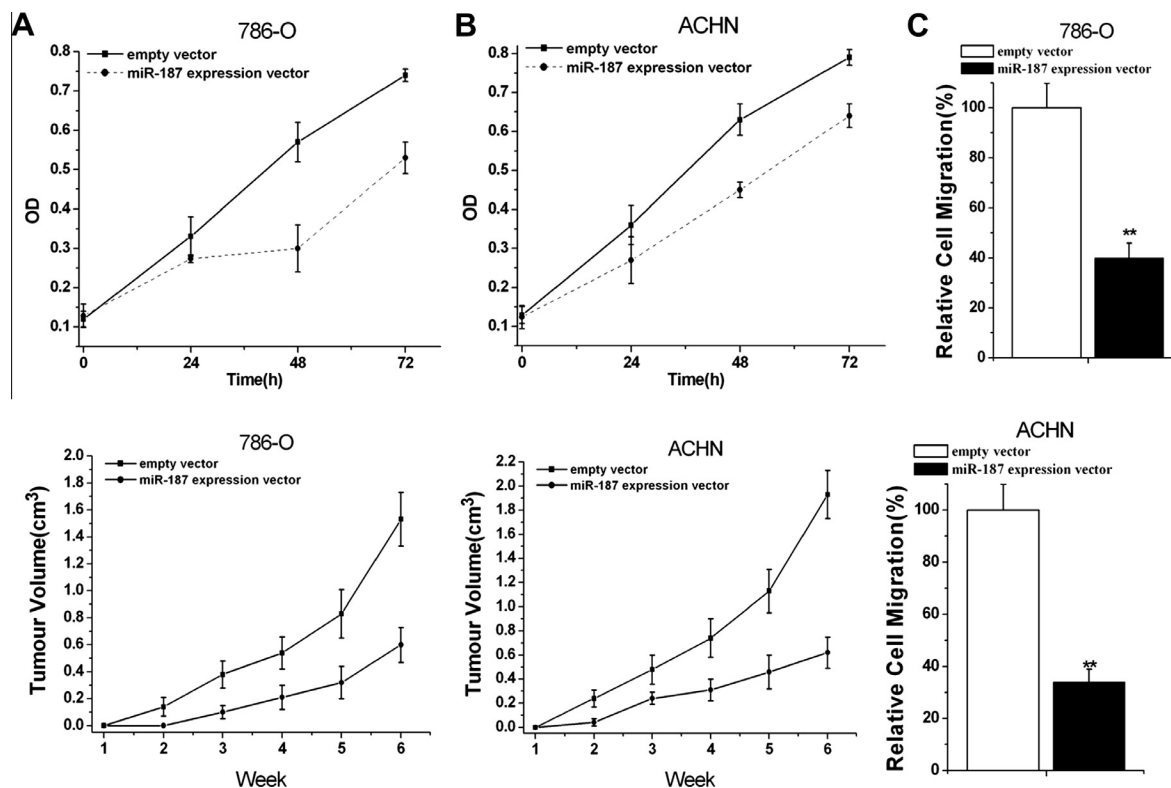 A
786-O
empty vector
miR-187 expression vector
0.8
0.7
0.6
0.5
0.4
0.3
0.2
0.1
OD
0 24 48 72
Time(h)
B
ACHN
empty vector
miR-187 expression vector
0.8
0.7
0.6
0.5
0.4
0.3
0.2
0.1
OD
0 24 48 72
Time(h)
C
786-O
empty vector
miR-187 expression vector
100
80
60
40
20
0
Relative Cell Migration(%)
**
786-O
empty vector
miR-187 expression vector
1.8
1.6
1.4
1.2
1.0
0.8
0.6
0.4
0.2
0.0
Tumour Volume(cm³)
1 2 3 4 5 6
Week
ACHN
empty vector
miR-187 expression vector
2.2
2.0
1.8
1.6
1.4
1.2
1.0
0.8
0.6
0.4
0.2
0.0
Tumour Volume(cm³)
1 2 3 4 5 6
Week
ACHN
empty vector
miR-187 expression vector
100
80
60
40
20
0
Relative Cell Migration(%)
**